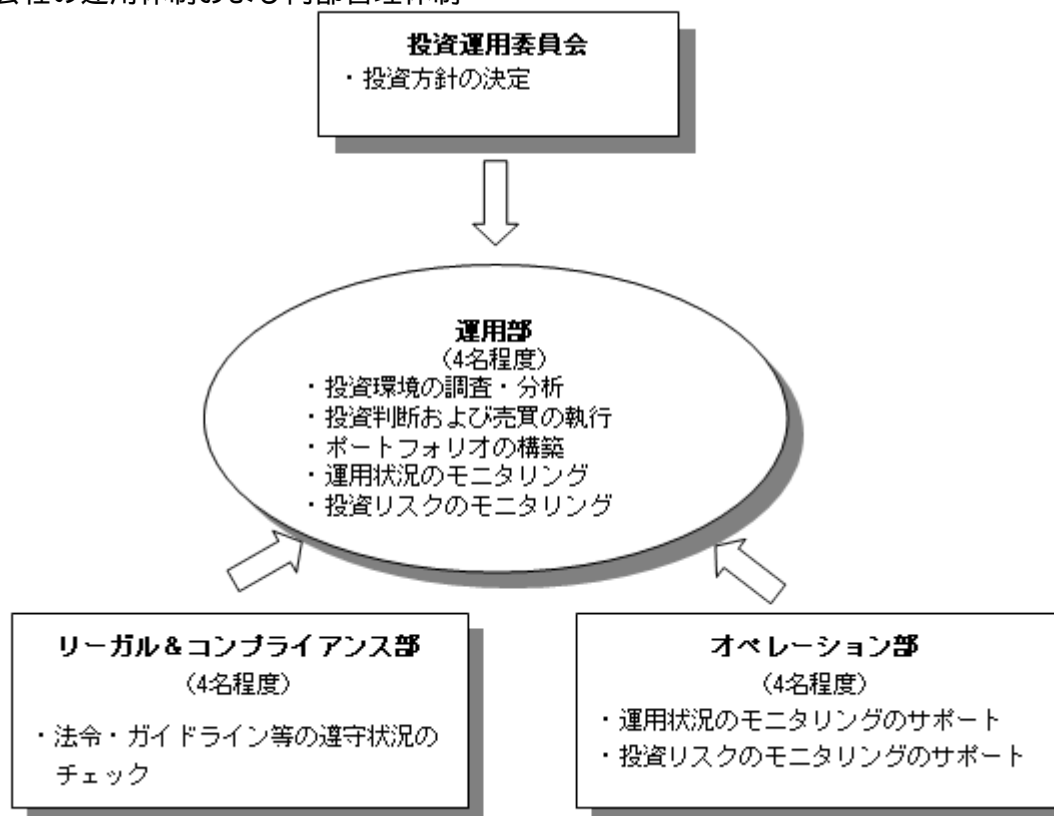 会社の運用体制および内部管理体制
投資運用委員会
・投資方針の決定
運用部
（4名程度）
・投資環境の調査・分析
・投資判断および売買の執行
・ポートフォリオの構築
・運用状況のモニタリング
・投資リスクのモニタリング
リーガル＆コンプライアンス部
（4名程度）
・法令・ガイドライン等の遵守状況の
チェック
オペレーション部
（4名程度）
・運用状況のモニタリングのサポート
・投資リスクのモニタリングのサポート